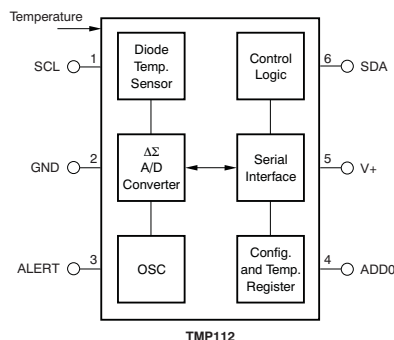 Temperature
SCL
1
Diode
Temp.
Sensor
Control
Logic
6
SDA
GND
2
ΔΣ
A/D
Converter
Serial
Interface
5
V+
ALERT
3
OSC
Config.
and Temp.
Register
4
ADD0
TMP112